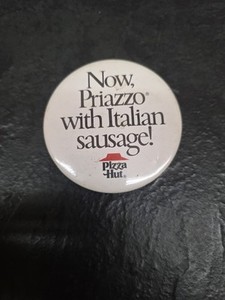 Now,
Priazzo®
with Italian
sausage!
Pizza
Hut®